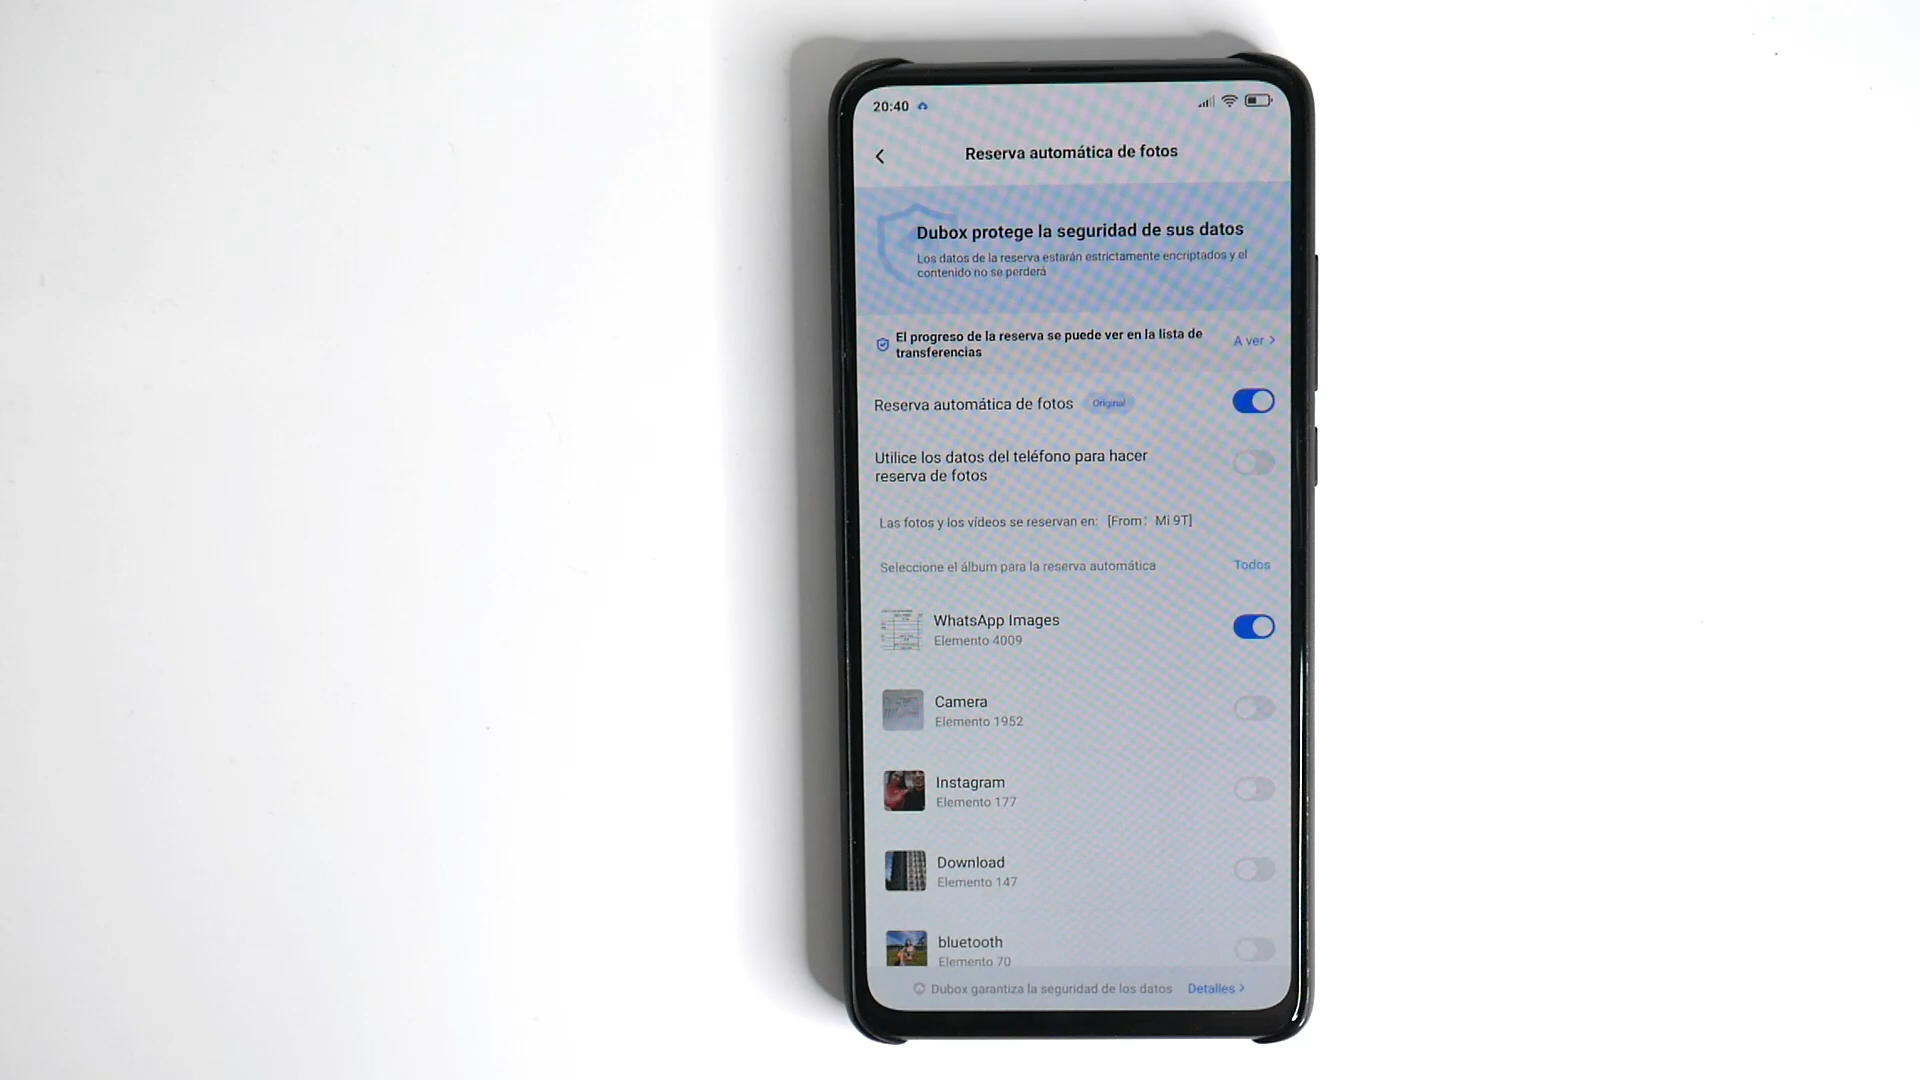 20:40
Reserva automática de fotos
Dubox protege la seguridad de sus datos
Los datos de la reserva estarán estrictamente encriptados y el
contenido no se perderá
El progreso de la reserva se puede ver en la lista de
transferencias
A ver >
Reserva automática de fotos Original
Utilice los datos del teléfono para hacer
reserva de fotos
Las fotos y los vídeos se reservan en: [From: Mi 9T]
Seleccione el álbum para la reserva automática Todos
WhatsApp Images
Elemento 4009
Camera
Elemento 1952
Instagram
Elemento 177
Download
Elemento 147
bluetooth
Elemento 70
Dubox garantiza la seguridad de los datos Detalles >